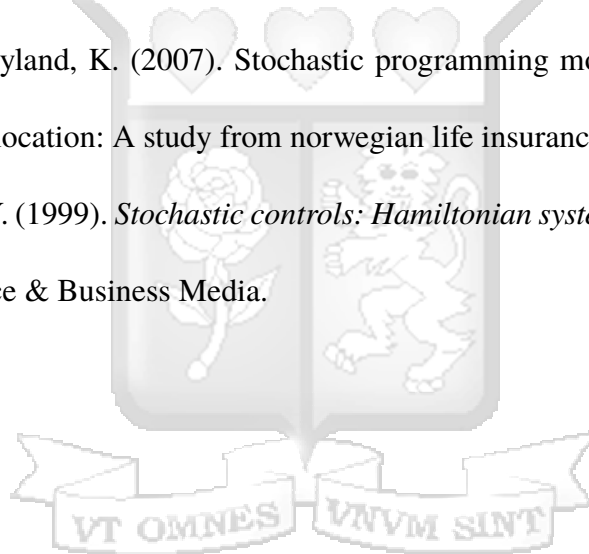 yland, K. (2007). Stochastic programming mo
location: A study from norwegian life insuranc
. (1999). Stochastic controls: Hamiltonian syste
ce & Business Media.
VT OMNES VNVM SINT